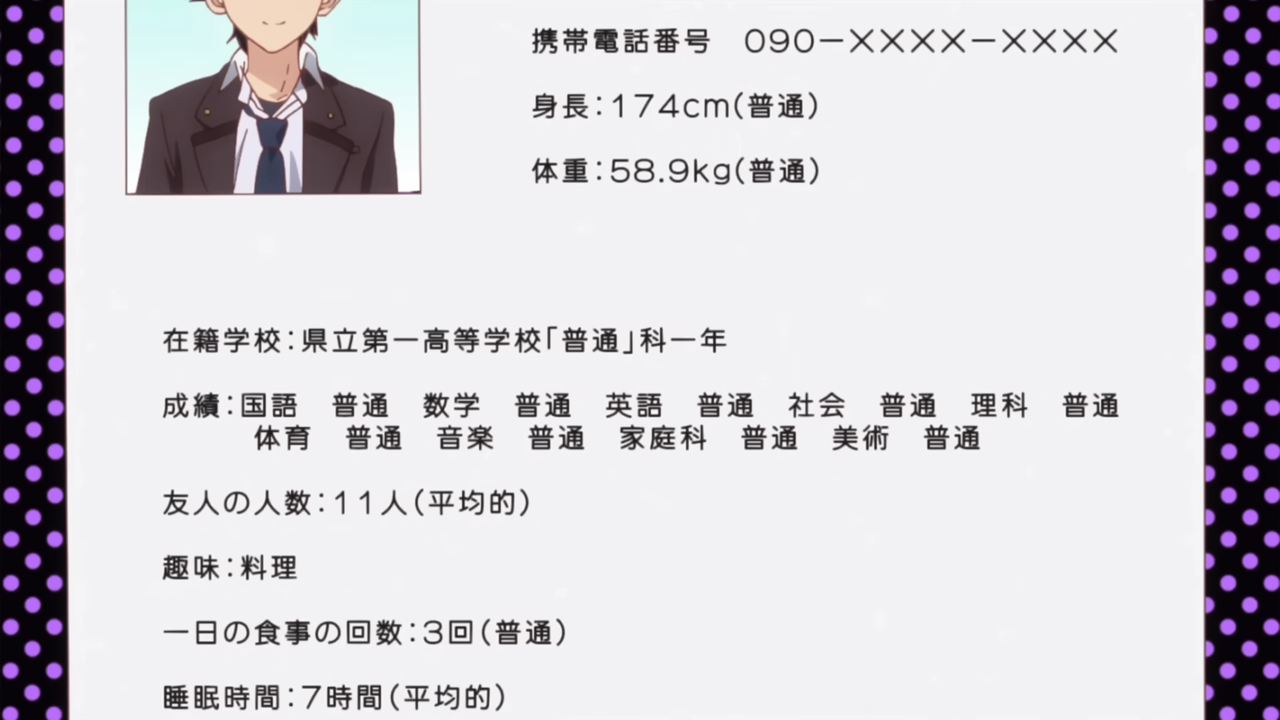 携帯電話番号　090－××××－××××
身長：174cm(普通)
体重：58.9kg(普通)
在籍学校：県立第一高等学校「普通」科一年
成績：国語　普通　数学　普通　英語　普通　社会　普通　理科　普通
体育　普通　音楽　普通　家庭科　普通　美術　普通
友人の人数：11人(平均的)
趣味：料理
一日の食事の回数：3回(普通)
睡眠時間：7時間(平均的)